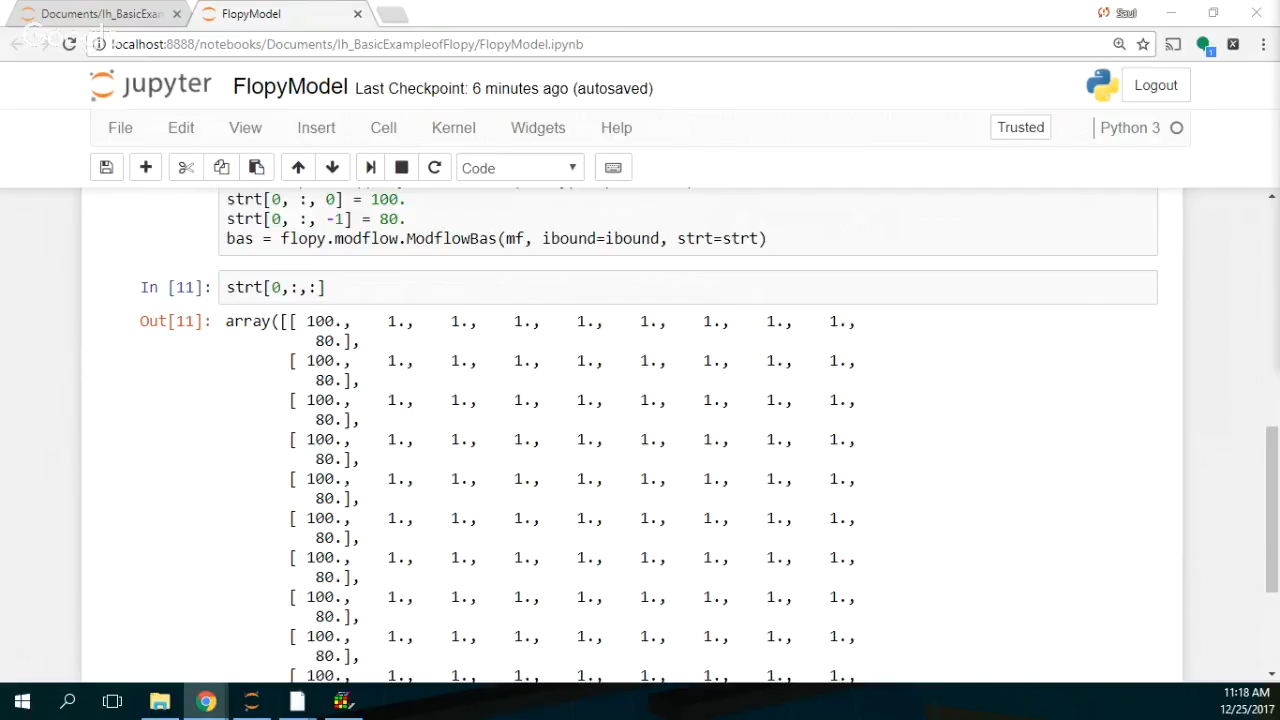 Documents/lh_BasicExam
FlopyModel
Saul
Google
localhost:8888/notebooks/Documents/lh_BasicExampleofFlopy/FlopyModel.ipynb
1
jupyter FlopyModel Last Checkpoint: 6 minutes ago (autosaved)
Logout
File Edit View Insert Cell Kernel Widgets Help
Trusted
Python 3
Code
strt[0, :, 0] = 100.
strt[0, :, -1] = 80.
bas = flopy.modflow.ModflowBas(mf, ibound=ibound, strt=strt)
In [11]: strt[0,:,:]
Out[11]: array([[ 100., 1., 1., 1., 1., 1., 1., 1., 1.,
80.],
[ 100., 1., 1., 1., 1., 1., 1., 1., 1.,
80.],
[ 100., 1., 1., 1., 1., 1., 1., 1., 1.,
80.],
[ 100., 1., 1., 1., 1., 1., 1., 1., 1.,
80.],
[ 100., 1., 1., 1., 1., 1., 1., 1., 1.,
80.],
[ 100., 1., 1., 1., 1., 1., 1., 1., 1.,
80.],
[ 100., 1., 1., 1., 1., 1., 1., 1., 1.,
80.],
[ 100., 1., 1., 1., 1., 1., 1., 1., 1.,
80.],
[ 100., 1., 1., 1., 1., 1., 1., 1., 1.,
80.],
[ 100., 1., 1., 1., 1., 1., 1., 1., 1.,
11:18 AM
12/25/2017